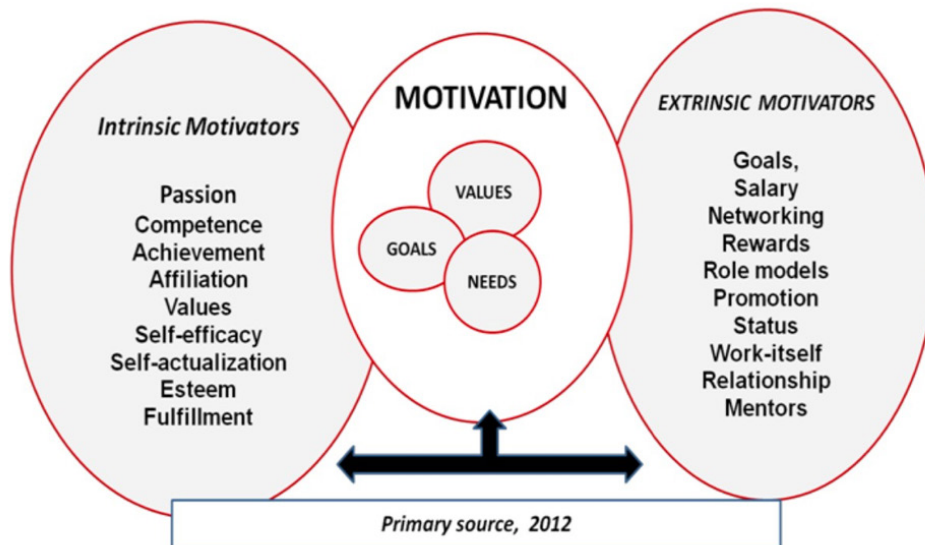 Intrinsic Motivators
Passion
Competence
Achievement
Affiliation
Values
Self-efficacy
Self-actualization
Esteem
Fulfillment
MOTIVATION
VALUES
GOALS
NEEDS
EXTRINSIC MOTIVATORS
Goals,
Salary
Networking
Rewards
Role models
Promotion
Status
Work-itself
Relationship
Mentors
Primary source, 2012